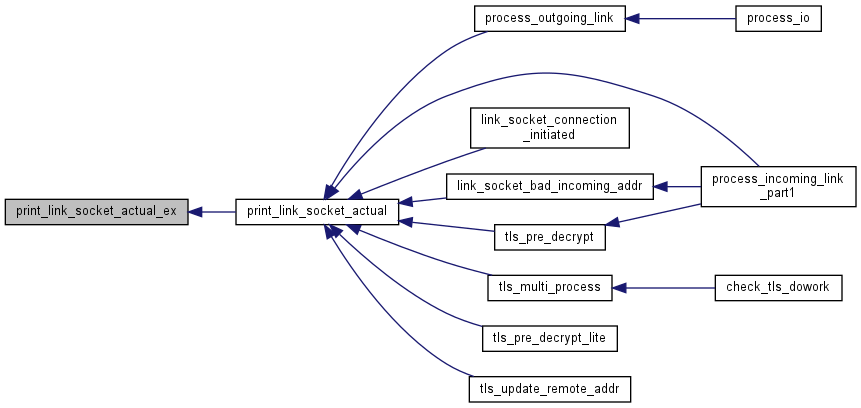 process_outgoing_link
process_io
link_socket_connection
_initiated
link_socket_bad_incoming_addr
process_incoming_link
_part1
print_link_socket_actual_ex
print_link_socket_actual
tls_pre_decrypt
tls_multi_process
check_tls_dowork
tls_pre_decrypt_lite
tls_update_remote_addr